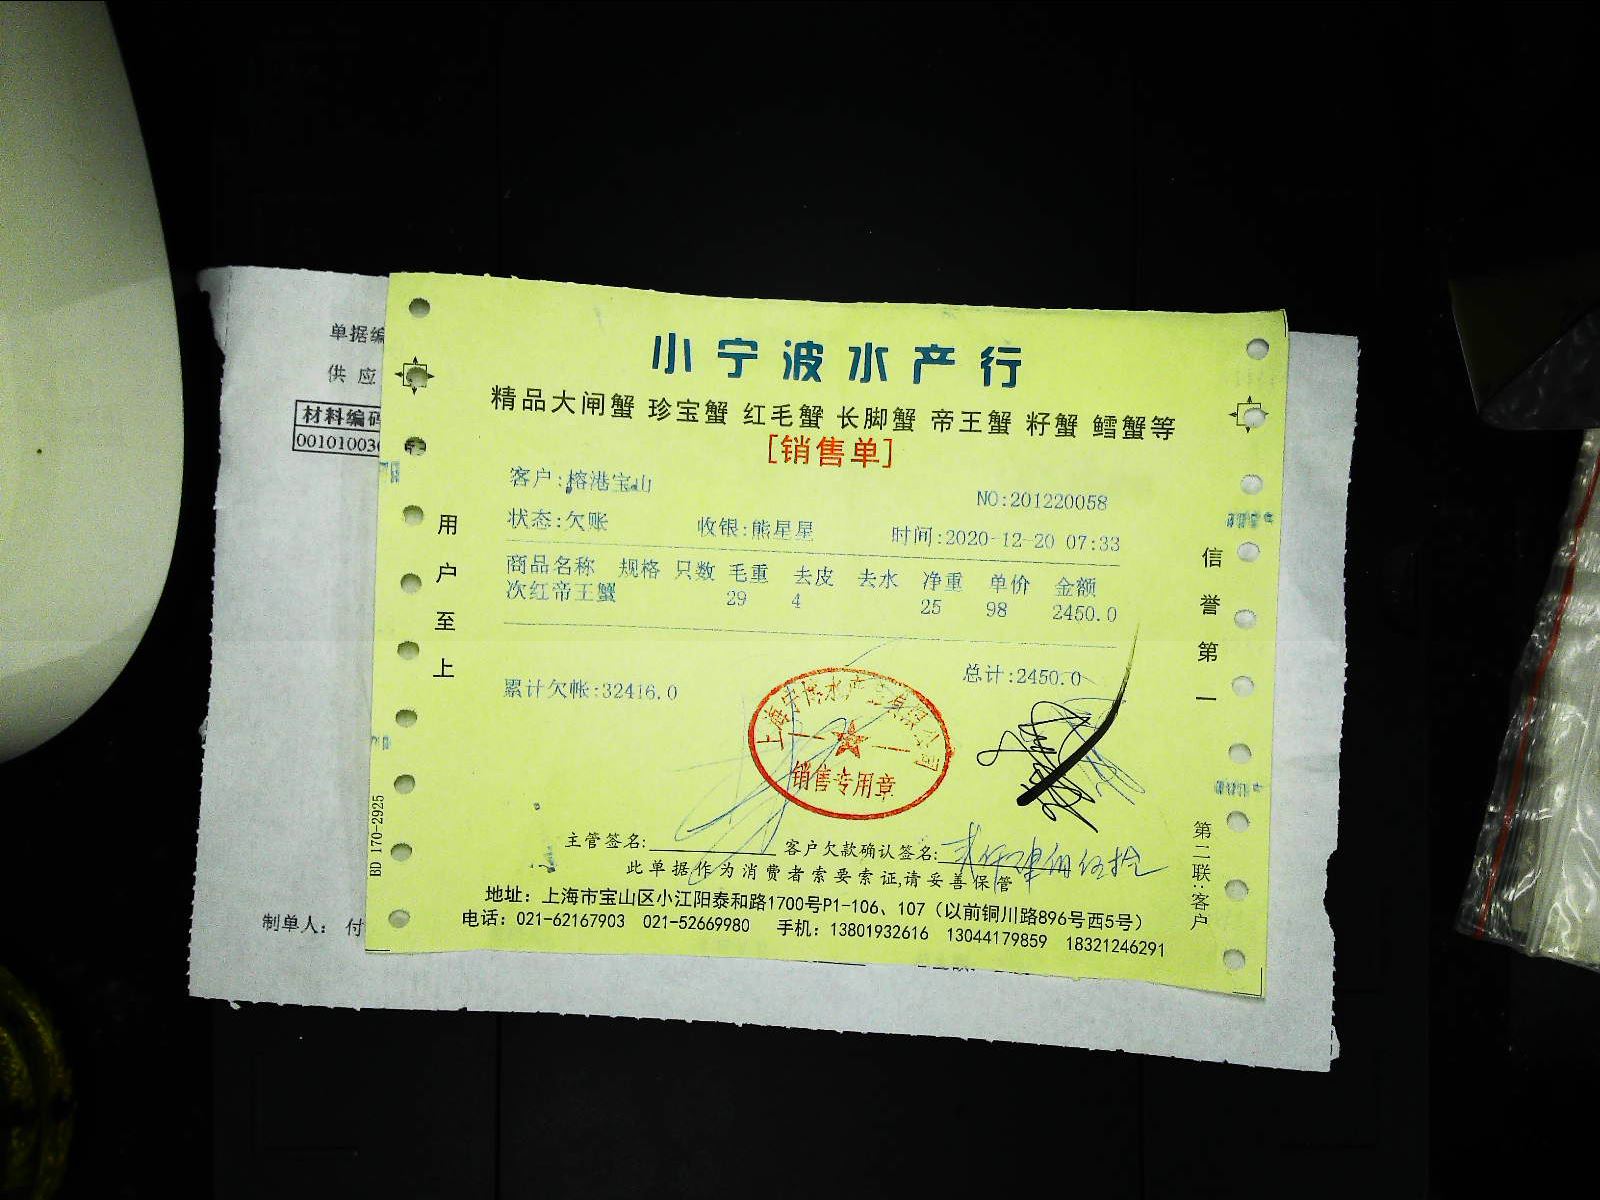 单据编
供 应
材料编码
00101003
制单人： 付
小宁波水产行
精品大闸蟹 珍宝蟹 红毛蟹 长脚蟹 帝王蟹 籽蟹 鳕蟹等
[销售单]
客户:榕港宝山
NO:201220058
状态:欠账 收银:熊星星 时间:2020-12-20 07:33
商品名称 规格 只数 毛重 去皮 去水 净重 单价 金额
次红帝王蟹 29 4 25 98 2450.0
总计:2450.0
累计欠帐:32416.0
销售专用章
主管签名: 客户欠款确认签名:
此单据作为消费者索要索证,请妥善保管
地址：上海市宝山区小江阳泰和路1700号P1-106、107（以前铜川路896号西5号）
电话：021-62167903 021-52669980 手机：13801932616 13044179859 18321246291
用户至上
信誉第一
第二联:客户
BD 170-2925